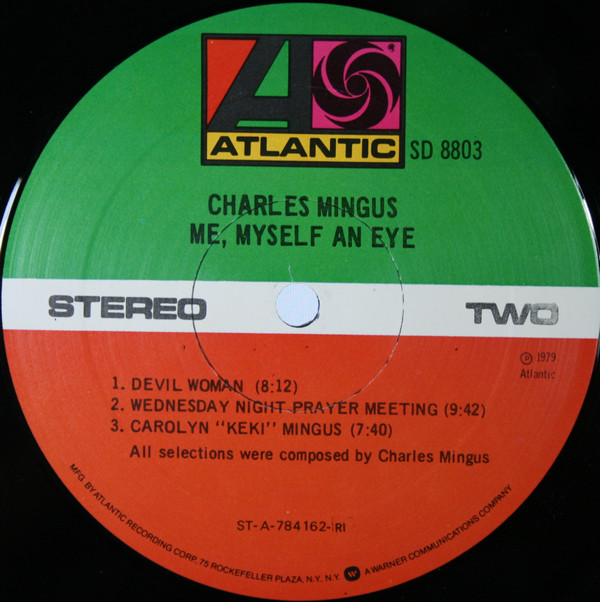 ATLANTIC
SD 8803
CHARLES MINGUS
ME, MYSELF AN EYE
STEREO
TWO
Ⓟ 1979
Atlantic
1. DEVIL WOMAN (8:12)
2. WEDNESDAY NIGHT PRAYER MEETING (9:42)
3. CAROLYN "KEKI" MINGUS (7:40)
All selections were composed by Charles Mingus
ST-A-784162-RI
MFG. BY ATLANTIC RECORDING CORP. 75 ROCKEFELLER PLAZA, N.Y. N.Y. W A WARNER COMMUNICATIONS COMPANY